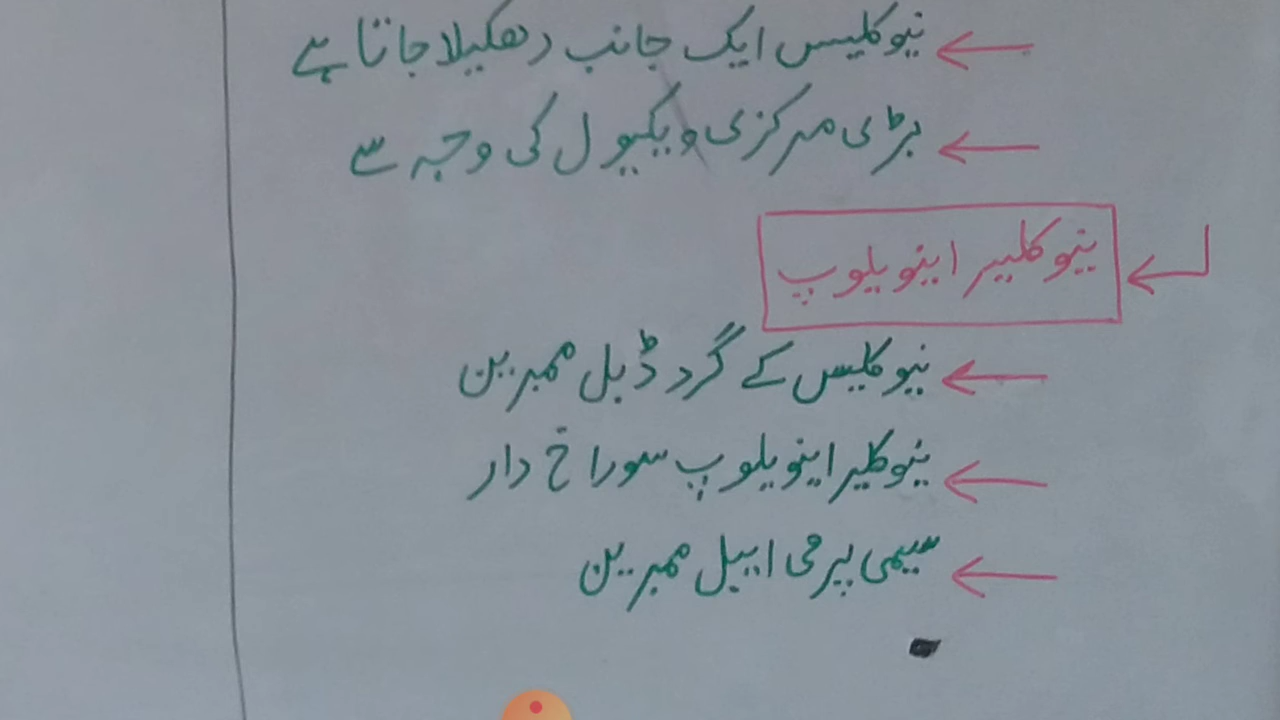 نیوکلیس ایک جانب دھکیلا جاتا ہے
بڑی مرکزی ویکیول کی وجہ سے
نیوکلیر اینویلوپ
نیوکلیس کے گرد ڈبل ممبرین
نیوکلیر اینویلوپ سوراخ دار
سیمی پرمی ایبل ممبرین